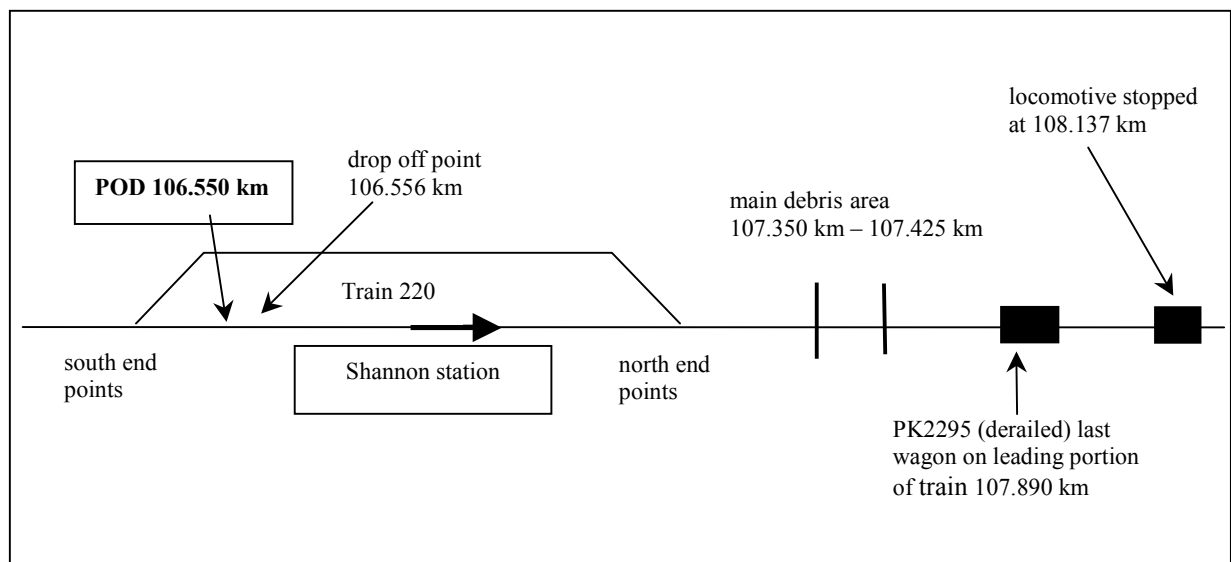 locomotive stopped
at 108.137 km
drop off point
106.556 km
POD 106.550 km
main debris area
107.350 km – 107.425 km
Train 220
south end
points
Shannon station
north end
points
PK2295 (derailed) last
wagon on leading portion
of train 107.890 km